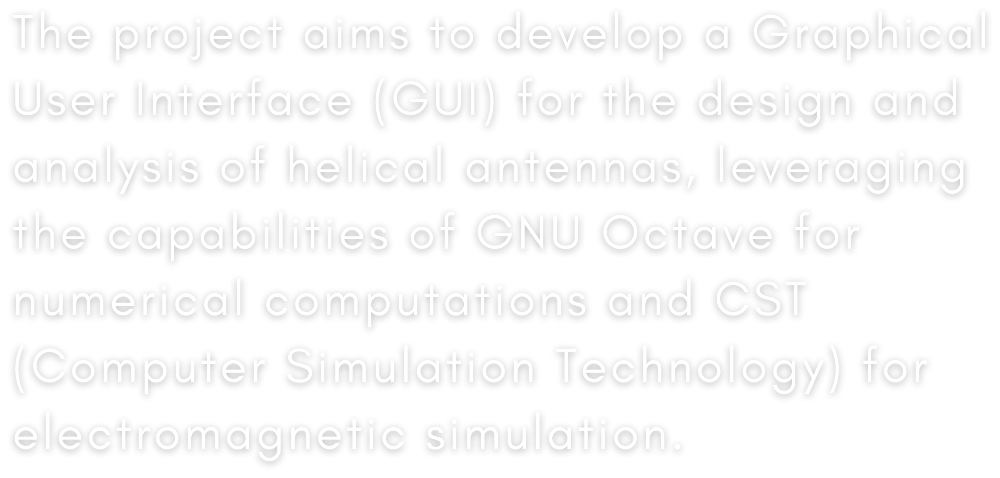 The project aims to develop a Graphical
User Interface (GUI) for the design and
analysis of helical antennas, leveraging
the capabilities of GNU Octave for
numerical computations and CST
(Computer Simulation Technology) for
electromagnetic simulation.